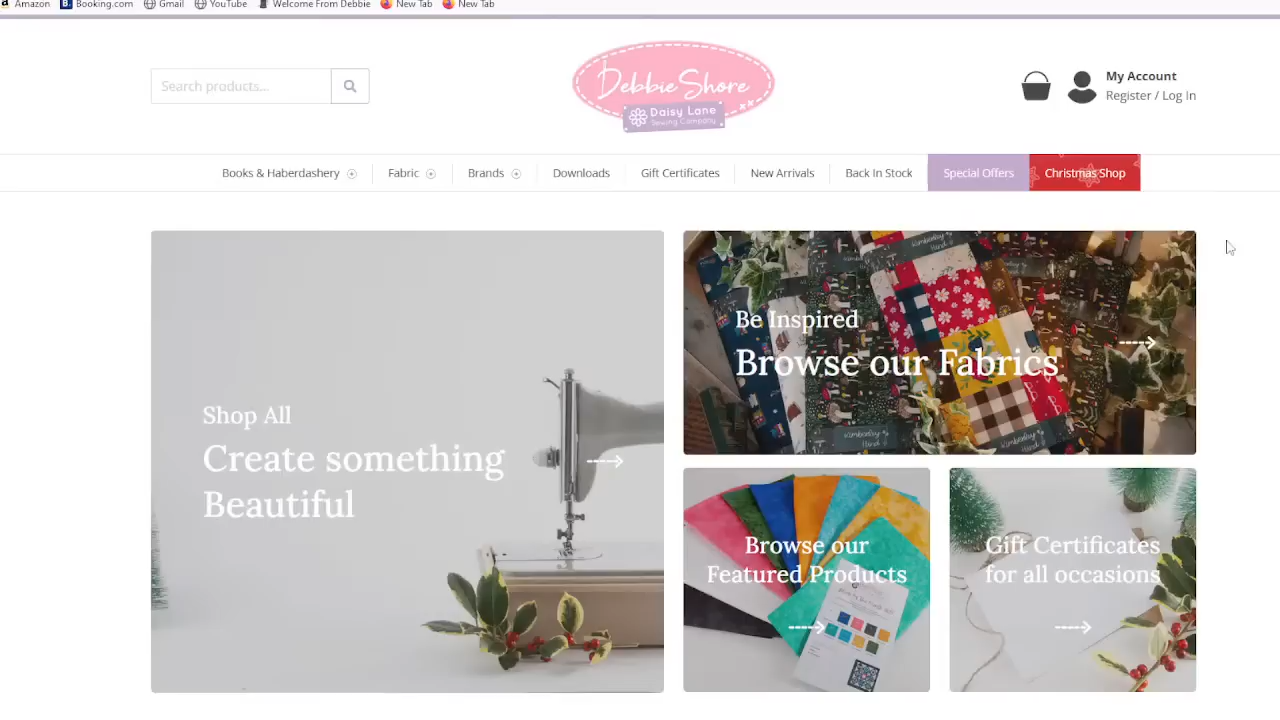 Amazon Booking.com Gmail YouTube Welcome From Debbie New Tab New Tab
Search products...
Debbie Shore
Daisy Lane
Sewing Company
My Account
Register / Log In
Books & Haberdashery Fabric Brands Downloads Gift Certificates New Arrivals Back In Stock Special Offers Christmas Shop
Shop All
Create something
Beautiful
Be Inspired
Browse our Fabrics
Kimberley
Hand
Browse our
Featured Products
Gift Certificates
for all occasions